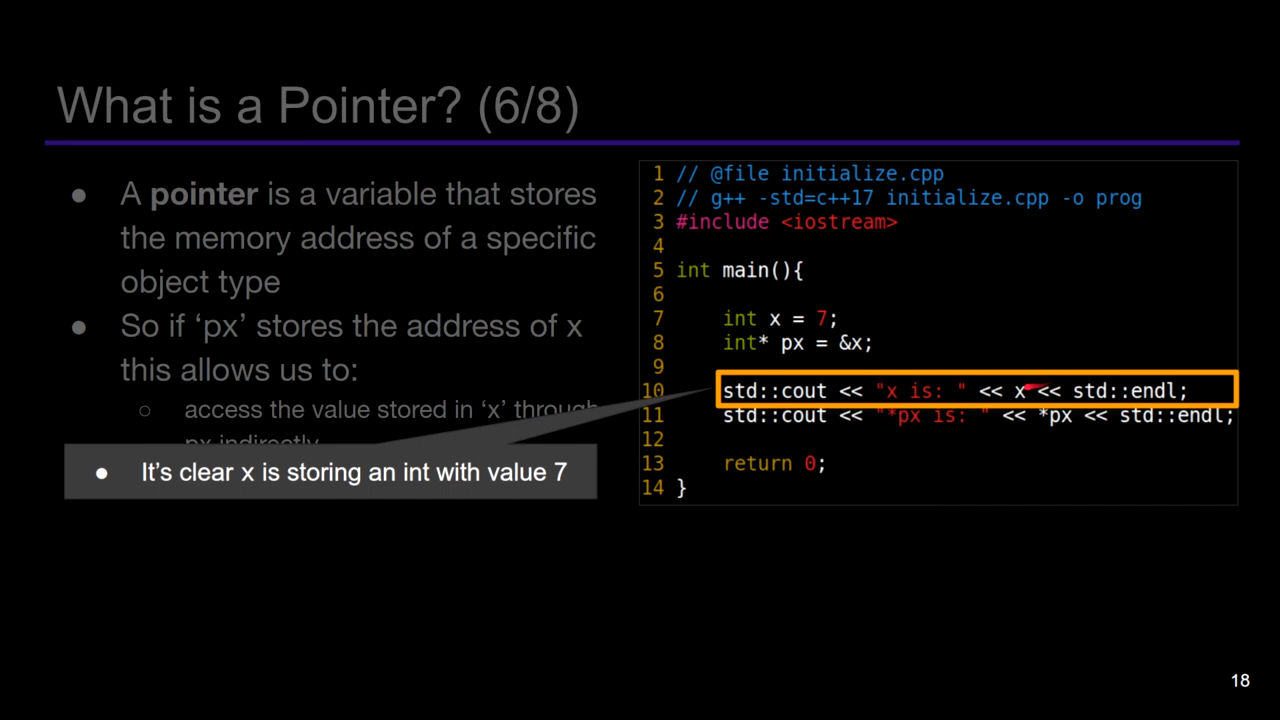 What is a Pointer? (6/8)
● A pointer is a variable that stores
the memory address of a specific
object type
● So if ‘px’ stores the address of x
this allows us to:
○ access the value stored in ‘x’ through
px indirectly
● It’s clear x is storing an int with value 7
1 // @file initialize.cpp
2 // g++ -std=c++17 initialize.cpp -o prog
3 #include <iostream>
4
5 int main(){
6
7 int x = 7;
8 int* px = &x;
9
10 std::cout << "x is: " << x << std::endl;
11 std::cout << "*px is: " << *px << std::endl;
12
13 return 0;
14 }
18